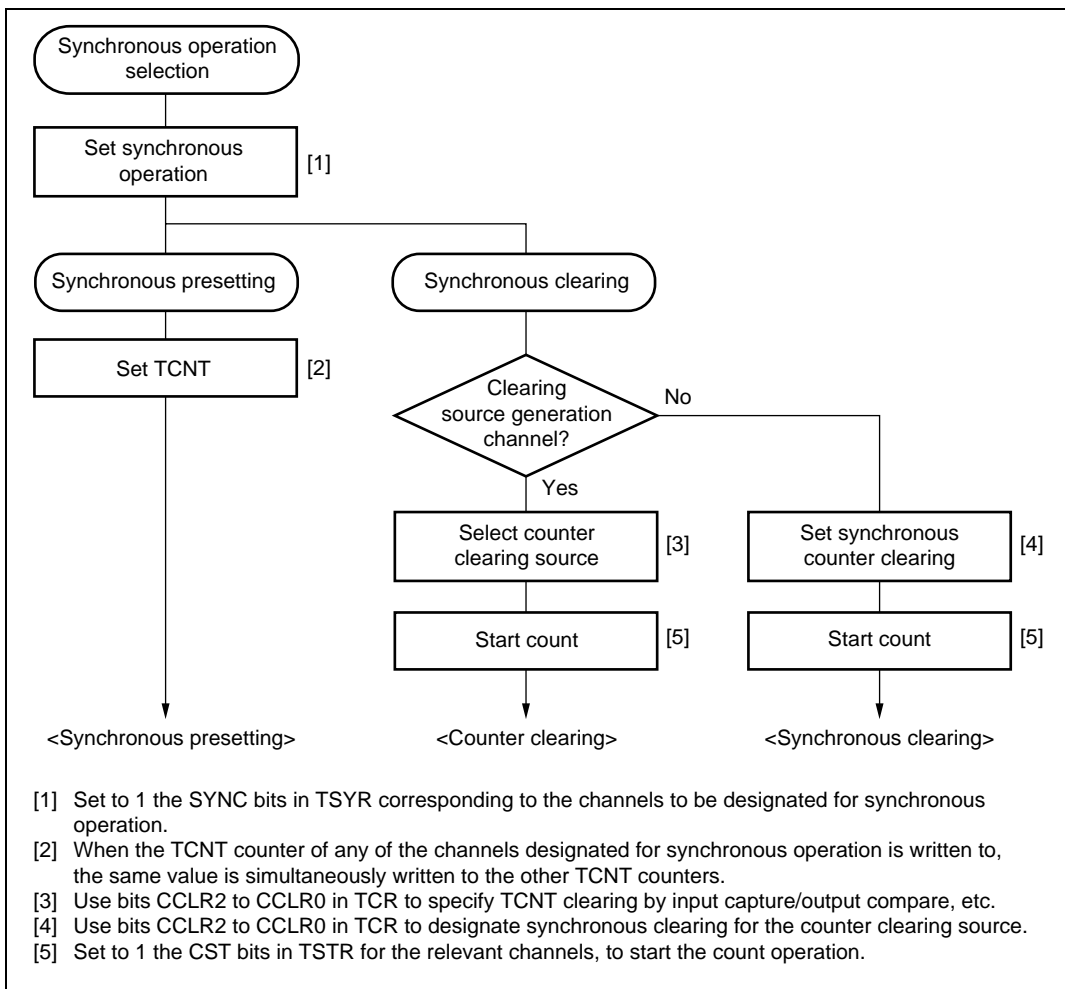 Synchronous operation
selection
Set synchronous
operation
[1]
Synchronous presetting
Synchronous clearing
Set TCNT
[2]
Clearing
source generation
channel?
No
Yes
Select counter
clearing source
[3]
Set synchronous
counter clearing
[4]
Start count
[5]
Start count
[5]
<Synchronous presetting>
<Counter clearing>
<Synchronous clearing>
[1] Set to 1 the SYNC bits in TSYR corresponding to the channels to be designated for synchronous
operation.
[2] When the TCNT counter of any of the channels designated for synchronous operation is written to,
the same value is simultaneously written to the other TCNT counters.
[3] Use bits CCLR2 to CCLR0 in TCR to specify TCNT clearing by input capture/output compare, etc.
[4] Use bits CCLR2 to CCLR0 in TCR to designate synchronous clearing for the counter clearing source.
[5] Set to 1 the CST bits in TSTR for the relevant channels, to start the count operation.